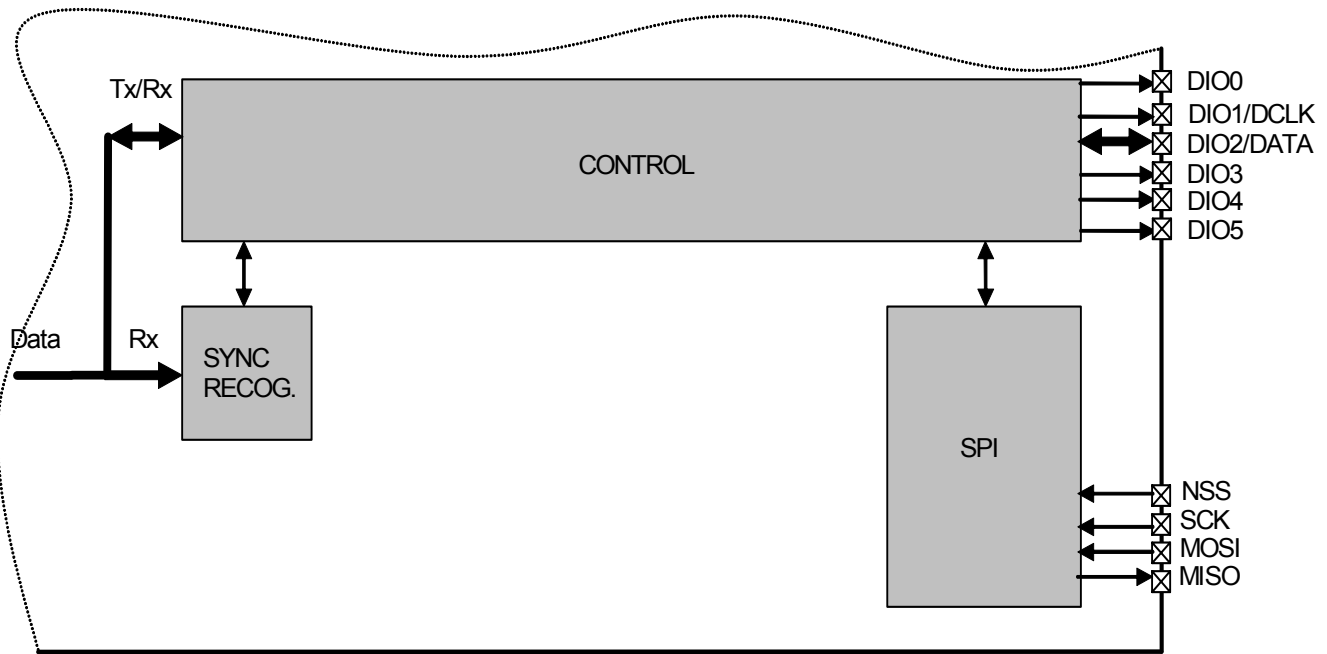 Tx/Rx
CONTROL
DIO0
DIO1/DCLK
DIO2/DATA
DIO3
DIO4
DIO5
Data
Rx
SYNC
RECOG.
SPI
NSS
SCK
MOSI
MISO